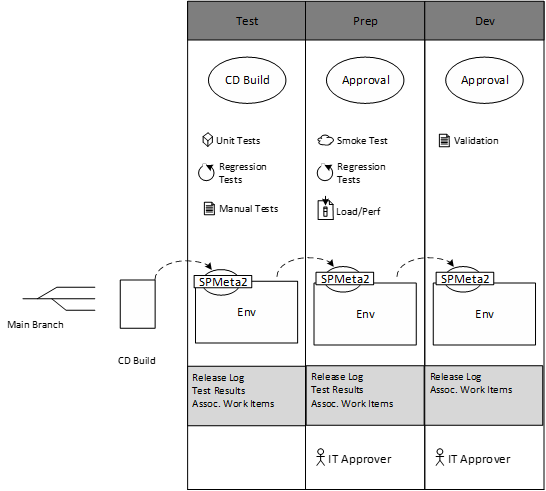 Test Prep Dev
CD Build Approval Approval
Unit Tests Smoke Test Validation
Regression Regression
Tests Tests
Manual Tests Load/Perf
SPMeta2 SPMeta2 SPMeta2
Env Env Env
Main Branch
CD Build
Release Log Release Log Release Log
Test Results Test Results Assoc. Work Items
Assoc. Work Items Assoc. Work Items
IT Approver IT Approver